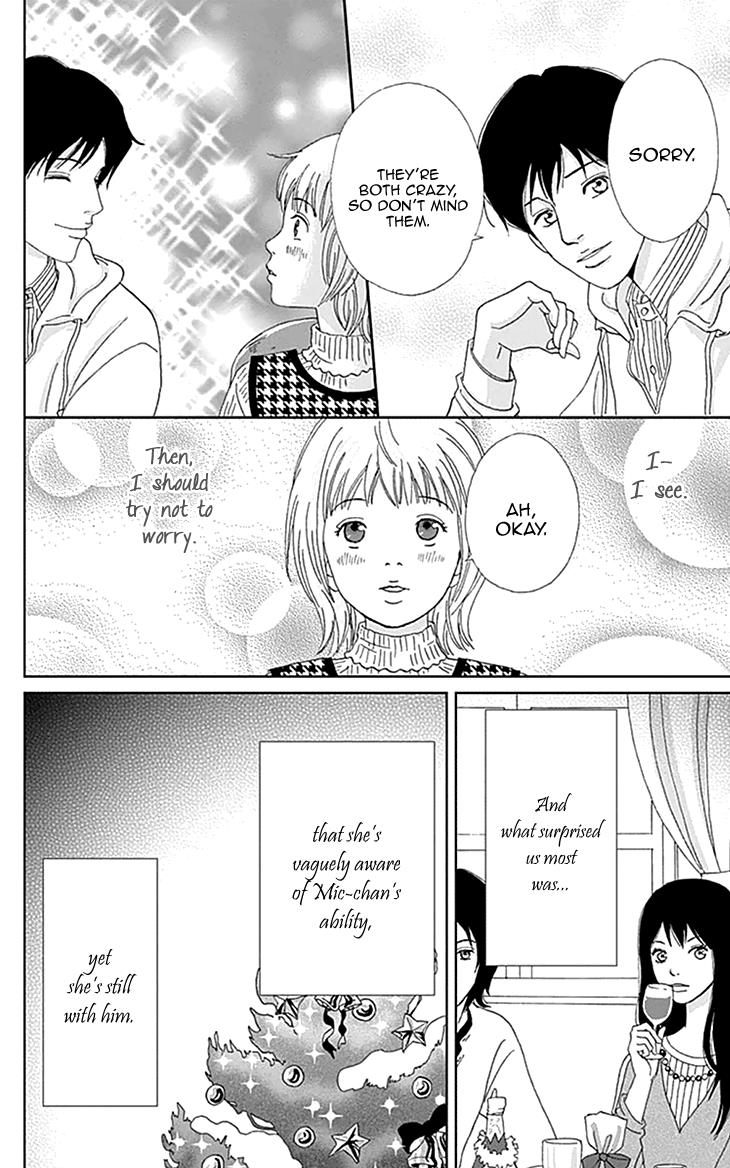 SORRY.
THEY'RE
BOTH CRAZY,
SO DON'T MIND
THEM.
I-
I see.
AH,
OKAY.
Then,
I should
try not to
worry.
And
what surprised
us most
was...
that she's
vaguely aware
of Mic-chan's
ability,
yet
she's still
with him.